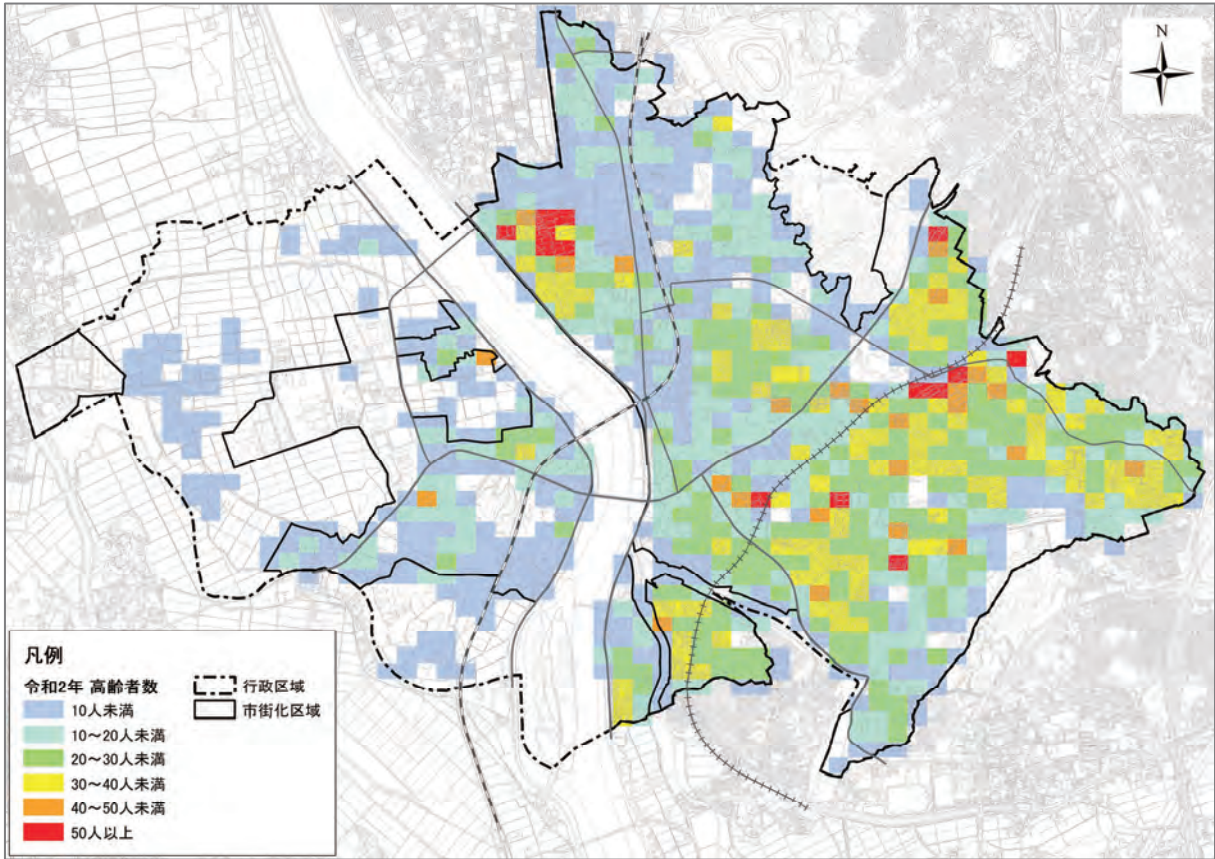 N
凡例
令和2年 高齢者数
10人未満
10～20人未満
20～30人未満
30～40人未満
40～50人未満
50人以上
行政区域
市街化区域